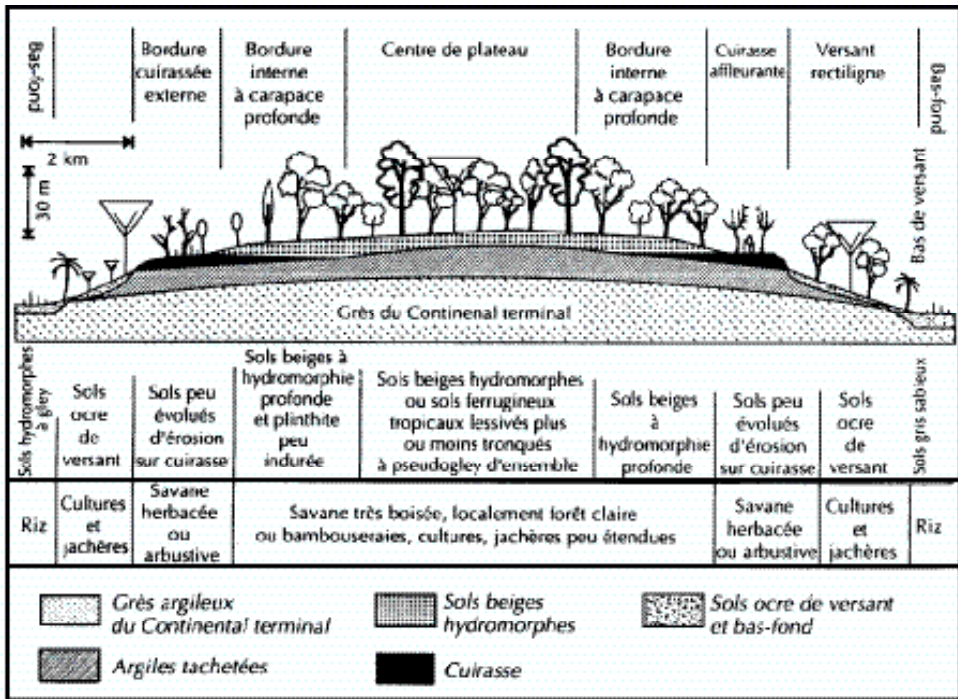 Bas-fond
Bordure
cuirassée
externe
Bordure
interne
à carapace
profonde
Centre de plateau
Bordure
interne
à carapace
profonde
Cuirasse
affleurante
Versant
rectiligne
Bas-fond
2 km
30 m
Bas de versant
Grès du Continenal terminal
Sols hydromorphes
à gley
Sols
ocre
de
versant
Sols peu
évolués
d'érosion
sur cuirasse
Sols beiges à
hydromorphie
profonde
et plinthite
peu
indurée
Sols beiges hydromorphes
ou sols ferrugineux
tropicaux lessivés plus
ou moins tronqués
à pseudogley d'ensemble
Sols beiges
à
hydromorphie
profonde
Sols peu
évolués
d'érosion
sur cuirasse
Sols
ocre
de
versant
Sols gris sableux
Riz
Cultures
et
jachères
Savane
herbacée
ou
arbustive
Savane très boisée, localement forêt claire
ou bambouseraies, cultures, jachères peu étendues
Savane
herbacée
ou arbustive
Cultures
et
jachères
Riz
Grès argileux
du Continental terminal
Sols beiges
hydromorphes
Sols ocre de versant
et bas-fond
Argiles tachetées
Cuirasse